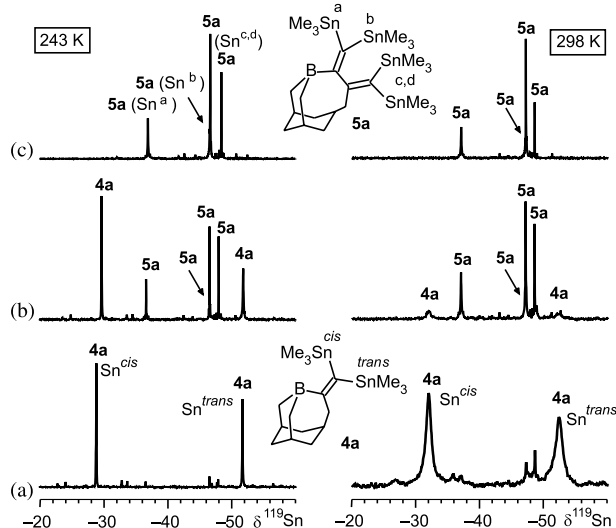 243 K
298 K
5a
(Sn^c,d)
5a
5a (Sn^b)
5a (Sn^a)
a
Me3Sn
b
SnMe3
SnMe3
c,d
SnMe3
B
5a
5a
5a
5a
5a
(c)
4a
5a
5a
5a
5a
4a
5a
5a
5a
5a
4a
4a
(b)
4a
Sn^cis
Sn^trans
4a
cis
Me3Sn
trans
SnMe3
B
4a
4a
Sn^cis
4a
Sn^trans
(a)
–20 –30 –40 –50 δ^119Sn
–20 –30 –40 –50 δ^119Sn